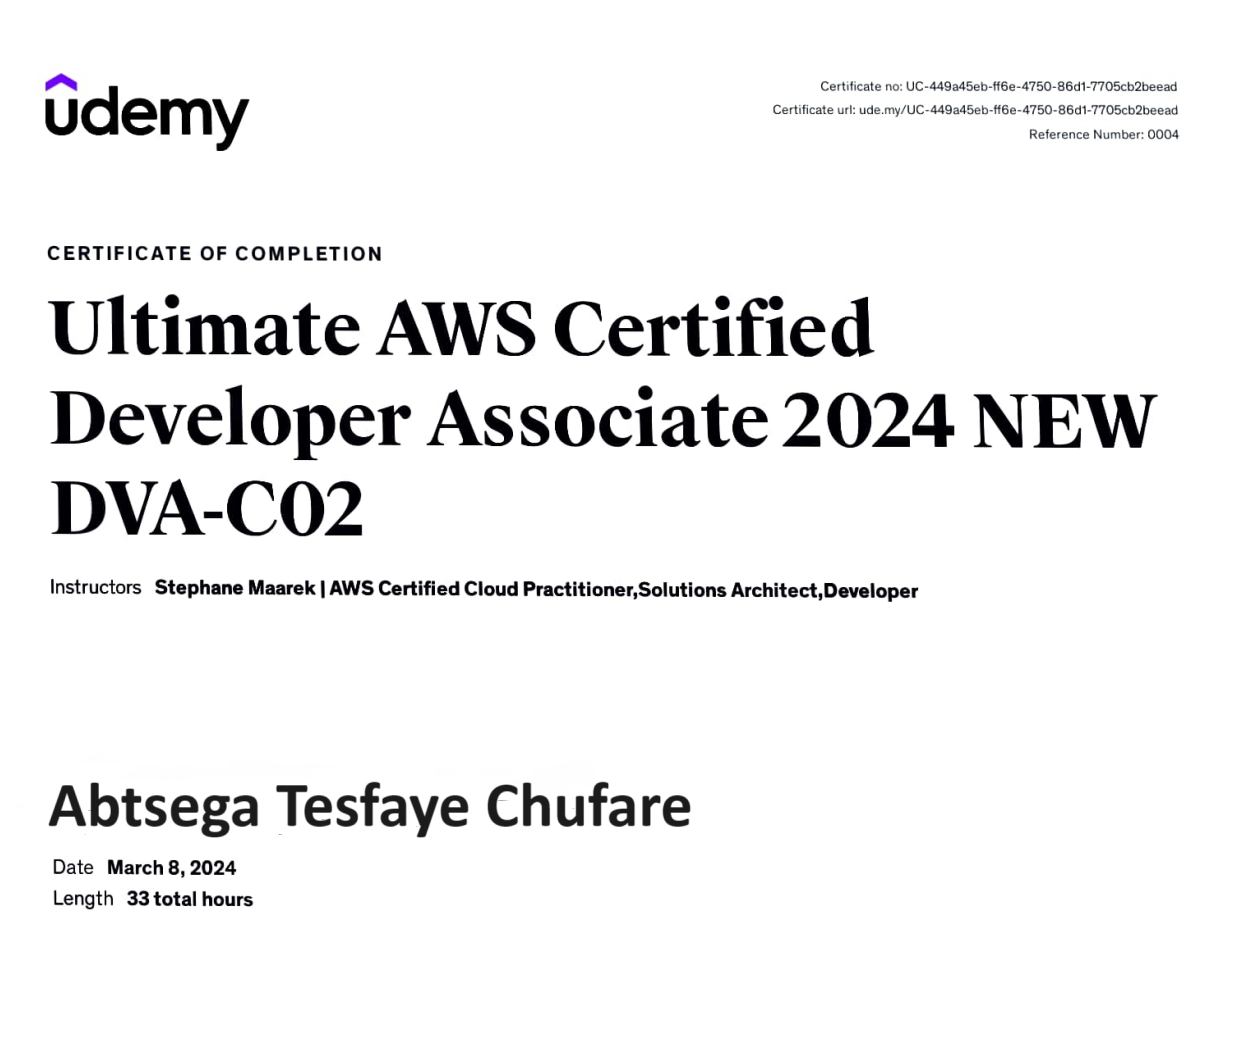 udemy
Certificate no: UC-449a45eb-ff6e-4750-86d1-7705cb2beead
Certificate url: ude.my/UC-449a45eb-ff6e-4750-86d1-7705cb2beead
Reference Number: 0004
CERTIFICATE OF COMPLETION
Ultimate AWS Certified
Developer Associate 2024 NEW
DVA-C02
Instructors Stephane Maarek | AWS Certified Cloud Practitioner,Solutions Architect,Developer
Abtsega Tesfaye Chufare
Date March 8, 2024
Length 33 total hours